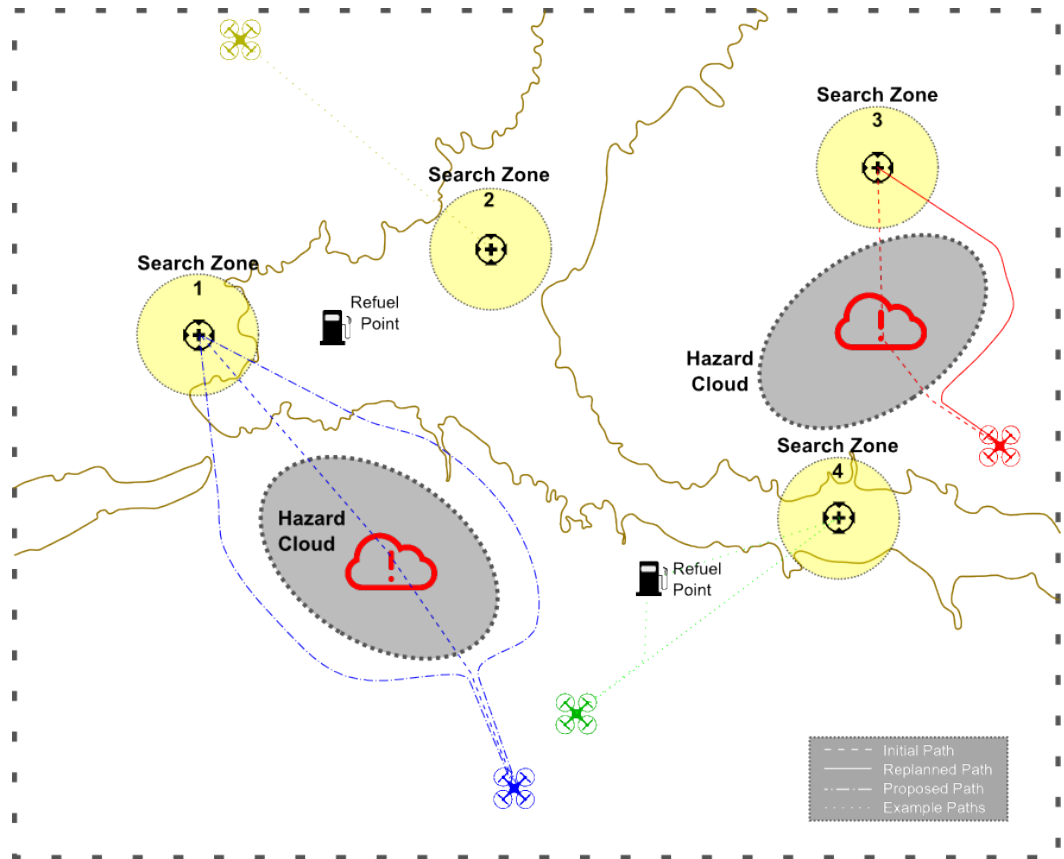 Search Zone
3
Search Zone
2
Search Zone
1
Refuel
Point
Hazard
Cloud
Search Zone
4
Hazard
Cloud
Refuel
Point
Initial Path
Replanned Path
Proposed Path
Example Paths